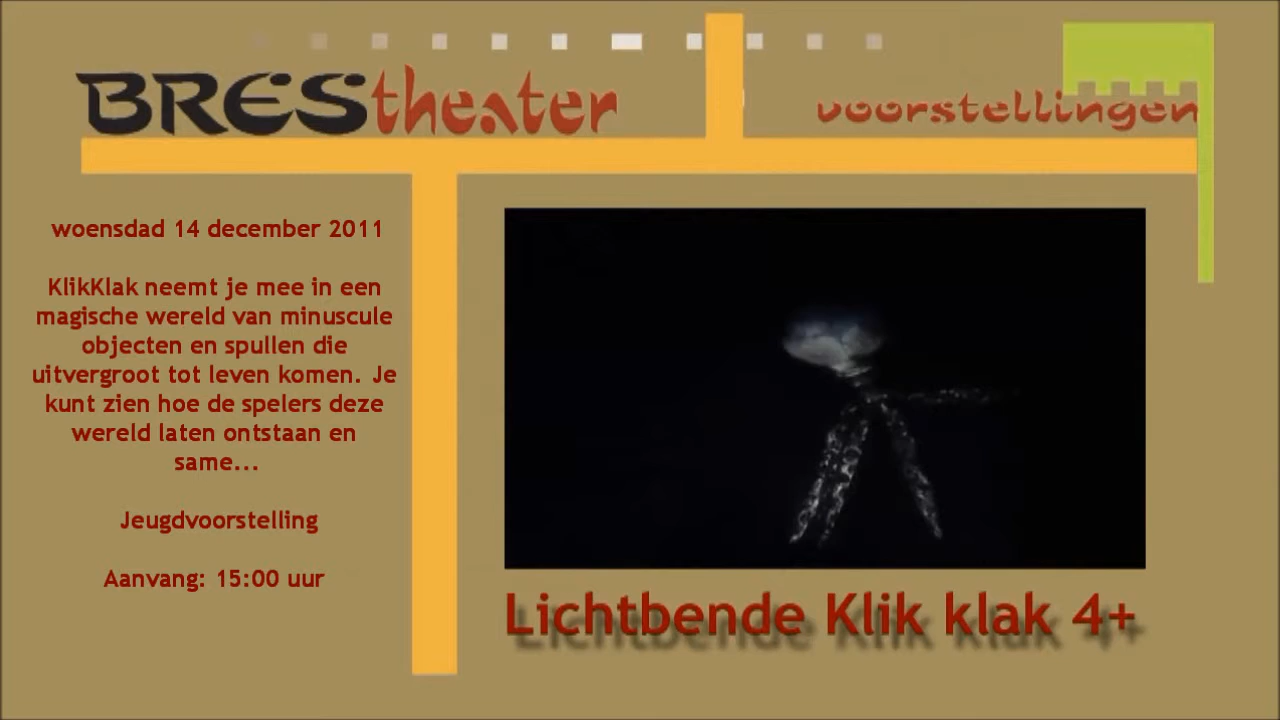 BREStheater
voorstellingen
woensdad 14 december 2011
KlikKlak neemt je mee in een
magische wereld van minuscule
objecten en spullen die
uitvergroot tot leven komen. Je
kunt zien hoe de spelers deze
wereld laten ontstaan en
same...
Jeugdvoorstelling
Aanvang: 15:00 uur
Lichtbende Klik klak 4+